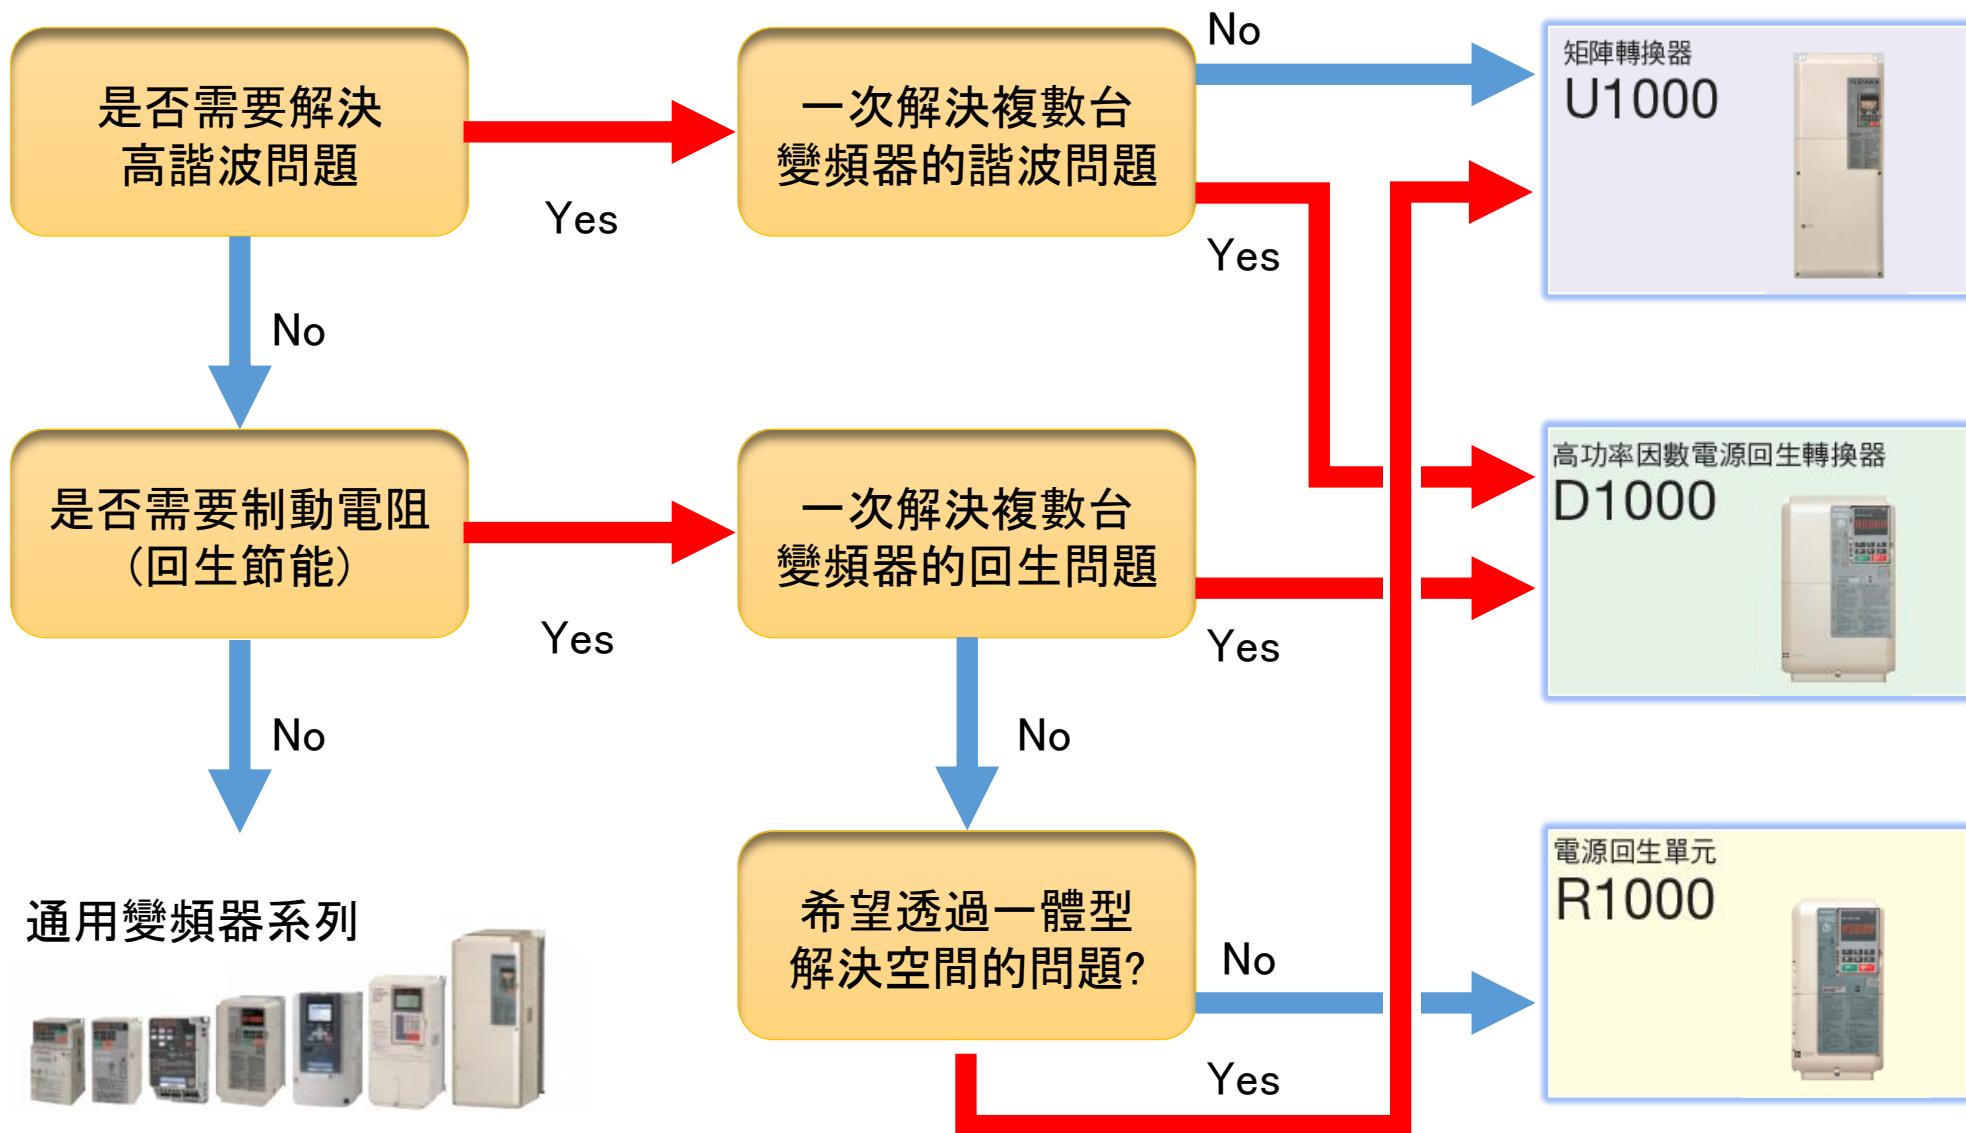 是否需要解決
高諧波問題
Yes
一次解決複數台
變頻器的諧波問題
No
Yes
矩陣轉換器
U1000
No
是否需要制動電阻
(回生節能)
Yes
一次解決複數台
變頻器的回生問題
Yes
高功率因數電源回生轉換器
D1000
No
No
通用變頻器系列
希望透過一體型
解決空間的問題?
No
Yes
電源回生單元
R1000